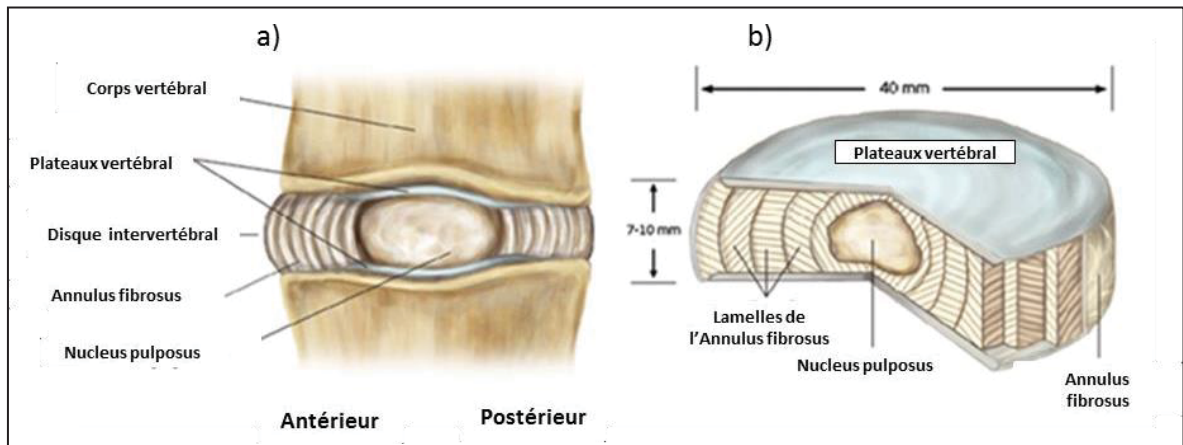 a)
Corps vertébral
Plateaux vertébral
Disque intervertébral
Annulus fibrosus
Nucleus pulposus
Antérieur
Postérieur
b)
40 mm
Plateaux vertébral
7-10 mm
Lamelles de
l'Annulus fibrosus
Nucleus pulposus
Annulus
fibrosus